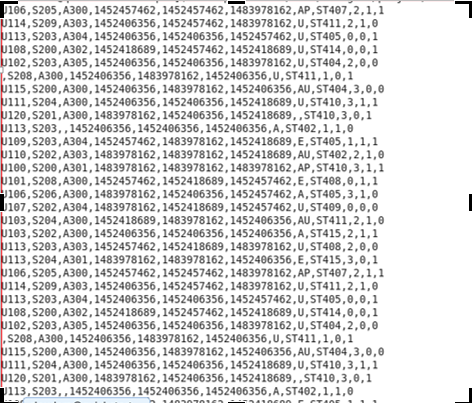 U106,S205,A300,1452457462,1452457462,1483978162,AP,ST407,2,1,1
U114,S209,A303,1452406356,1452457462,1483978162,U,ST411,2,1,0
U113,S203,A304,1452406356,1452406356,1452457462,U,ST405,0,0,1
U108,S200,A302,1452418689,1452457462,1452418689,U,ST414,0,0,1
U102,S203,A305,1452406356,1483978162,1452457462,U,ST404,2,0,0
,S208,A300,1452406356,1483978162,1452406356,U,ST411,1,0,1
U115,S200,A300,1452406356,1483978162,1452406356,AU,ST404,3,0,0
U111,S204,A300,1452406356,1452406356,1452418689,U,ST410,3,1,1
U120,S201,A300,1483978162,1452406356,1452418689,,ST410,3,0,1
U113,S203,,1452406356,1452406356,1452406356,A,ST402,1,1,0
U109,S203,A304,1452457462,1483978162,1452418689,E,ST405,1,1,1
U110,S202,A303,1452406356,1483978162,1452418689,AU,ST402,2,1,0
U100,S200,A301,1483978162,1452406356,1452418689,AP,ST410,3,1,1
U101,S208,A300,1452457462,1452418689,1452457462,E,ST408,0,1,1
U106,S206,A300,1483978162,1452406356,1452457462,A,ST405,3,1,0
U107,S202,A304,1483978162,1452418689,1452457462,U,ST409,0,0,0
U103,S204,A300,1452418689,1483978162,1452406356,AU,ST411,2,1,0
U103,S202,A300,1452406356,1452406356,1452406356,A,ST415,2,1,1
U113,S202,A303,1452457462,1452418689,1483978162,U,ST408,2,0,0
U113,S204,A301,1483978162,1452406356,1452406356,E,ST415,3,0,1
U106,S205,A300,1452457462,1452457462,1483978162,AP,ST407,2,1,1
U114,S209,A303,1452406356,1452457462,1483978162,U,ST411,2,1,0
U113,S203,A304,1452406356,1452406356,1452457462,U,ST405,0,0,1
U108,S200,A302,1452418689,1452457462,1452418689,U,ST414,0,0,1
U102,S203,A305,1452406356,1483978162,1452457462,U,ST404,2,0,0
,S208,A300,1452406356,1483978162,1452406356,U,ST411,1,0,1
U115,S200,A300,1452406356,1483978162,1452406356,AU,ST404,3,0,0
U111,S204,A300,1452406356,1452406356,1452418689,U,ST410,3,1,1
U120,S201,A300,1483978162,1452406356,1452418689,,ST410,3,0,1
U113,S203,,1452406356,1452406356,1452406356,A,ST402,1,1,0